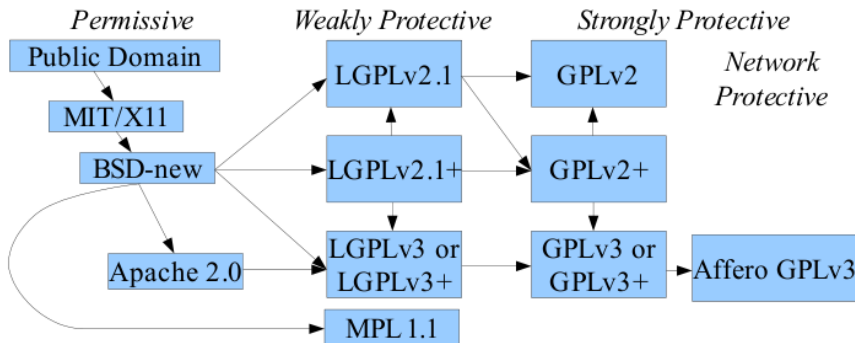 Permissive
Weakly Protective
Strongly Protective
Public Domain
LGPLv2.1
GPLv2
Network
Protective
MIT/X11
BSD-new
LGPLv2.1+
GPLv2+
Apache 2.0
LGPLv3 or
LGPLv3+
GPLv3 or
GPLv3+
Affero GPLv3
MPL 1.1